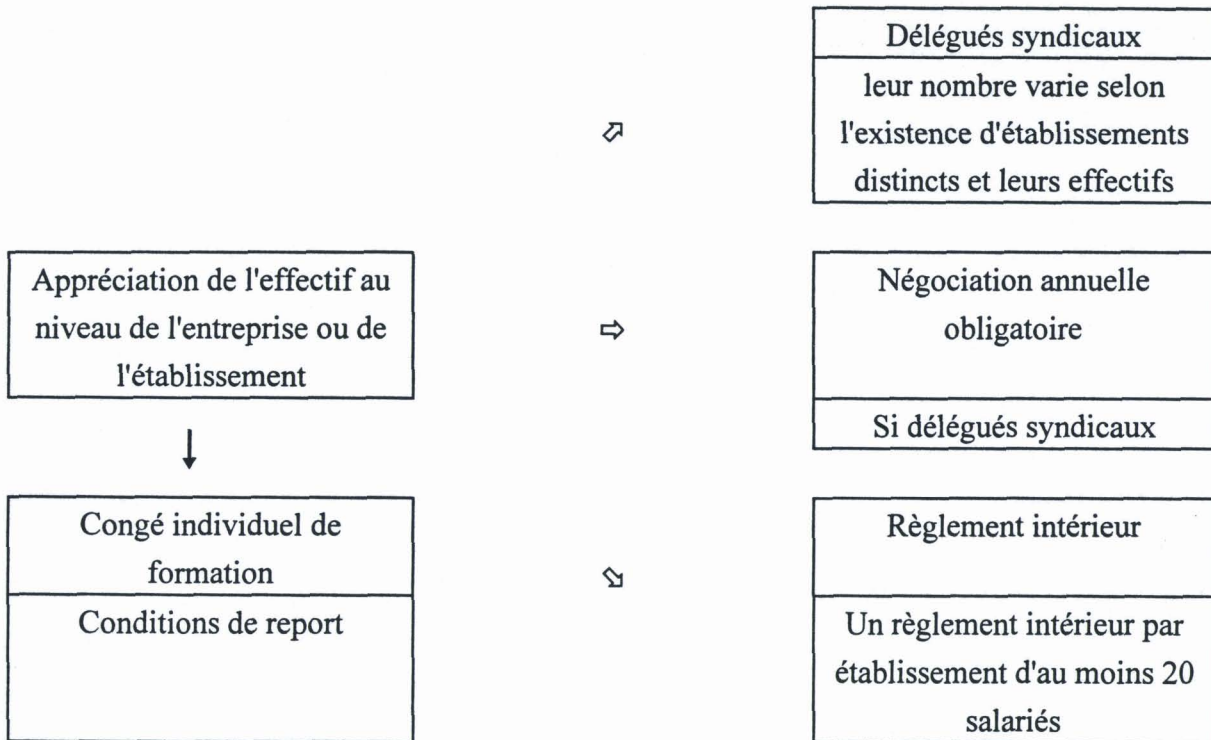 Délégués syndicaux
leur nombre varie selon
l'existence d'établissements
distincts et leurs effectifs
Appréciation de l'effectif au
niveau de l'entreprise ou de
l'établissement
Négociation annuelle
obligatoire
Si délégués syndicaux
Congé individuel de
formation
Conditions de report
Règlement intérieur
Un règlement intérieur par
établissement d'au moins 20
salariés